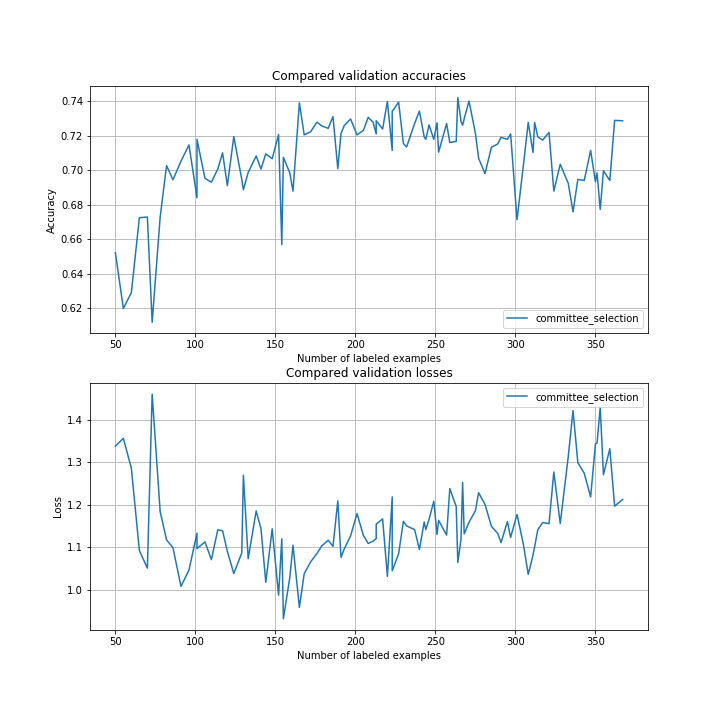 Compared validation accuracies
0.74
0.72
0.70
0.68
0.66
0.64
0.62
Accuracy
committee_selection
50 100 150 200 250 300 350
Number of labeled examples
Compared validation losses
committee_selection
1.4
1.3
1.2
1.1
1.0
Loss
50 100 150 200 250 300 350
Number of labeled examples